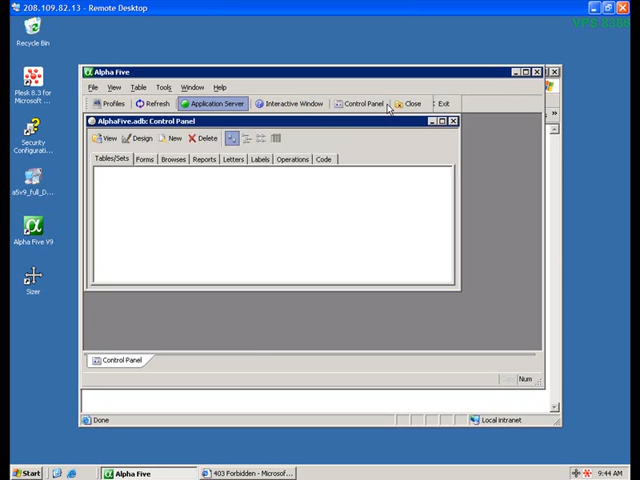 208.109.82.13 - Remote Desktop
Recycle Bin
Plesk 8.3 for
Microsoft ...
Security
Configurati...
a5v9_full_D...
Alpha Five V9
Sizer
Alpha Five
File View Table Tools Window Help
Profiles Refresh Application Server Interactive Window Control Panel Close Exit
AlphaFive.adb: Control Panel
View Design New Delete
Tables/Sets Forms Browses Reports Letters Labels Operations Code
Control Panel
Num
Done Local intranet
Start Alpha Five 403 Forbidden - Microsof... 9:44 AM